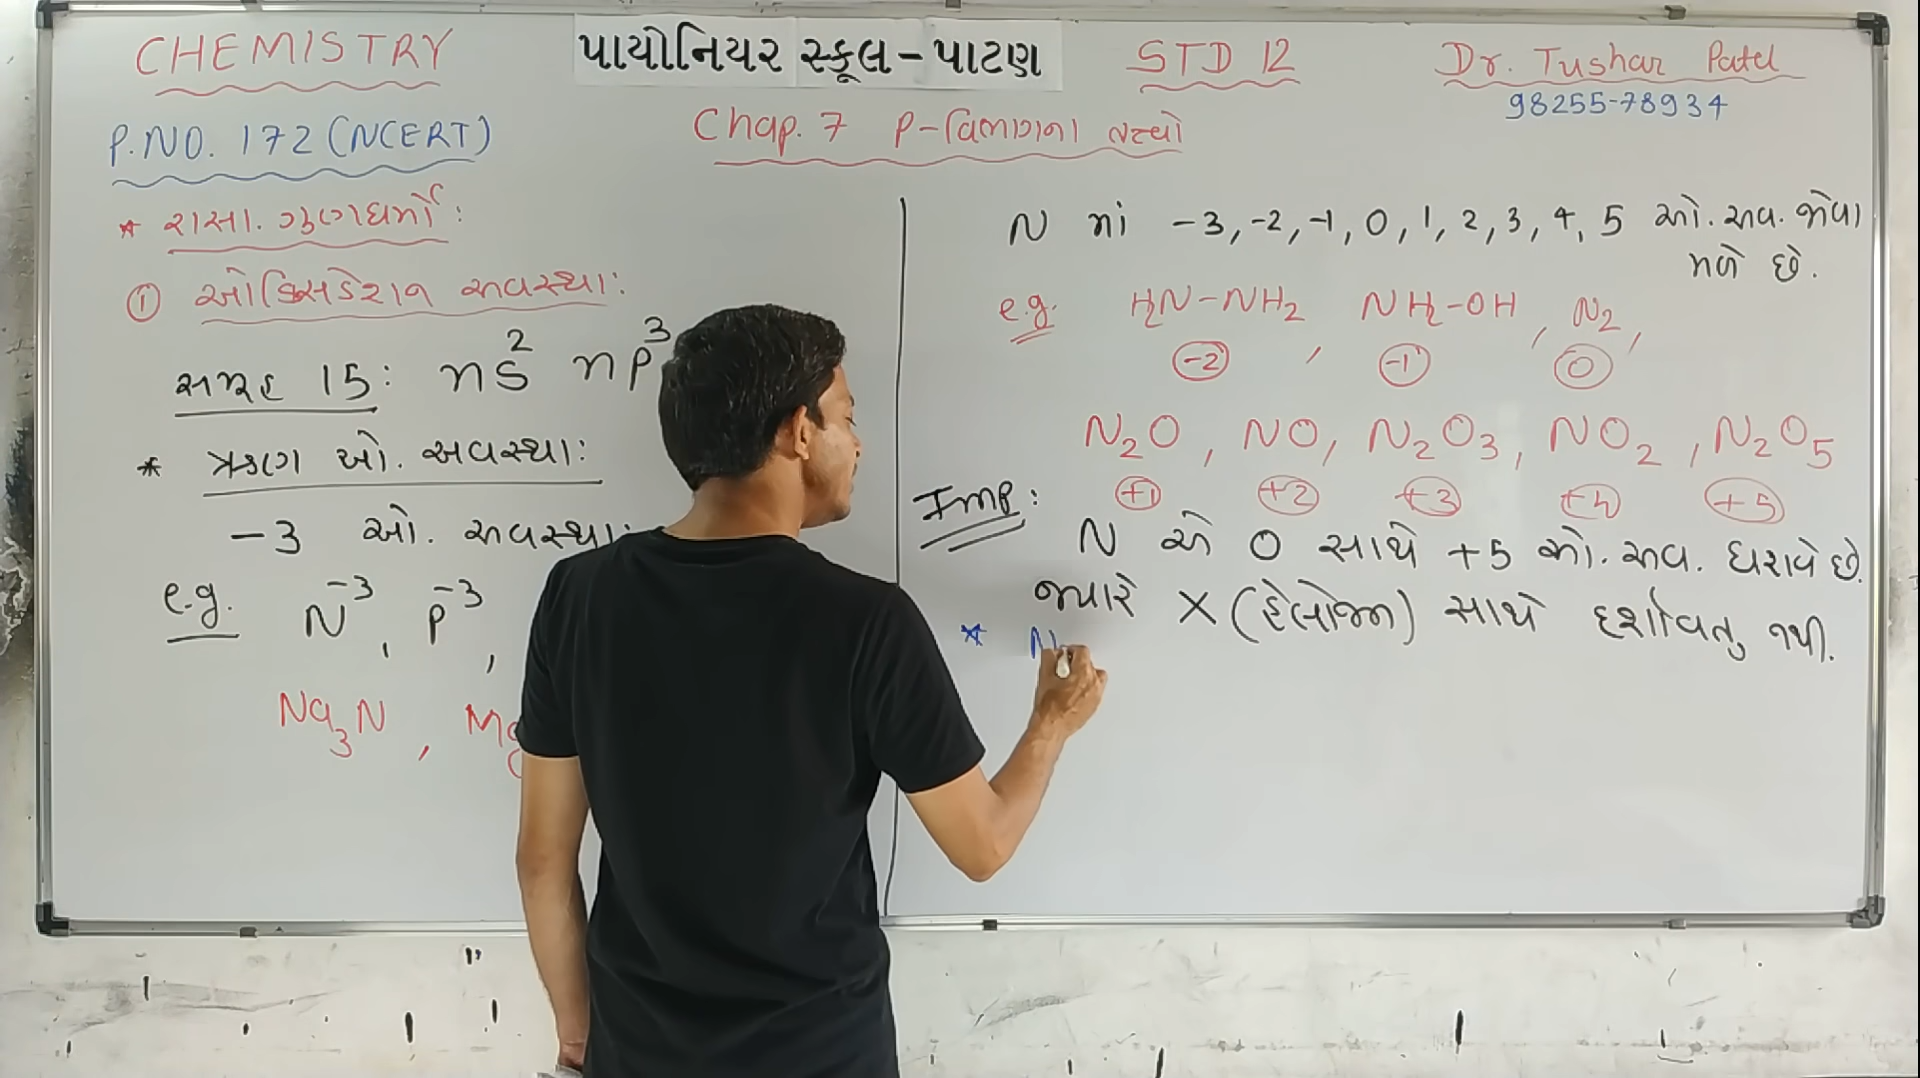 CHEMISTRY
પાયોનિયર સ્કૂલ - પાટણ
STD 12
Dr. Tushar Patel
98255-78934
P.NO. 172 (NCERT)
Chap. 7 P-વિભાગના તત્વો
* રાસા. ગુણધર્મો:
① ઓક્સિડેશન અવસ્થા:
સમૂહ 15: ns² np³
* ઋણ ઓ. અવસ્થા:
-3 ઓ. અવસ્થા:
e.g. N⁻³, P⁻³,
Na₃N, Mg
N માં -3, -2, -1, 0, 1, 2, 3, 4, 5 ઓ. અવ. જોવા
મળે છે.
e.g. H₂N-NH₂, NH₂-OH, N₂,
-2 -1 0
N₂O, NO, N₂O₃, NO₂, N₂O₅
+1 +2 +3 +4 +5
Imp:
N એ O સાથે +5 ઓ. અવ. ધરાવે છે.
જ્યારે X (હેલોજન) સાથે દર્શાવતુ નથી.
* N